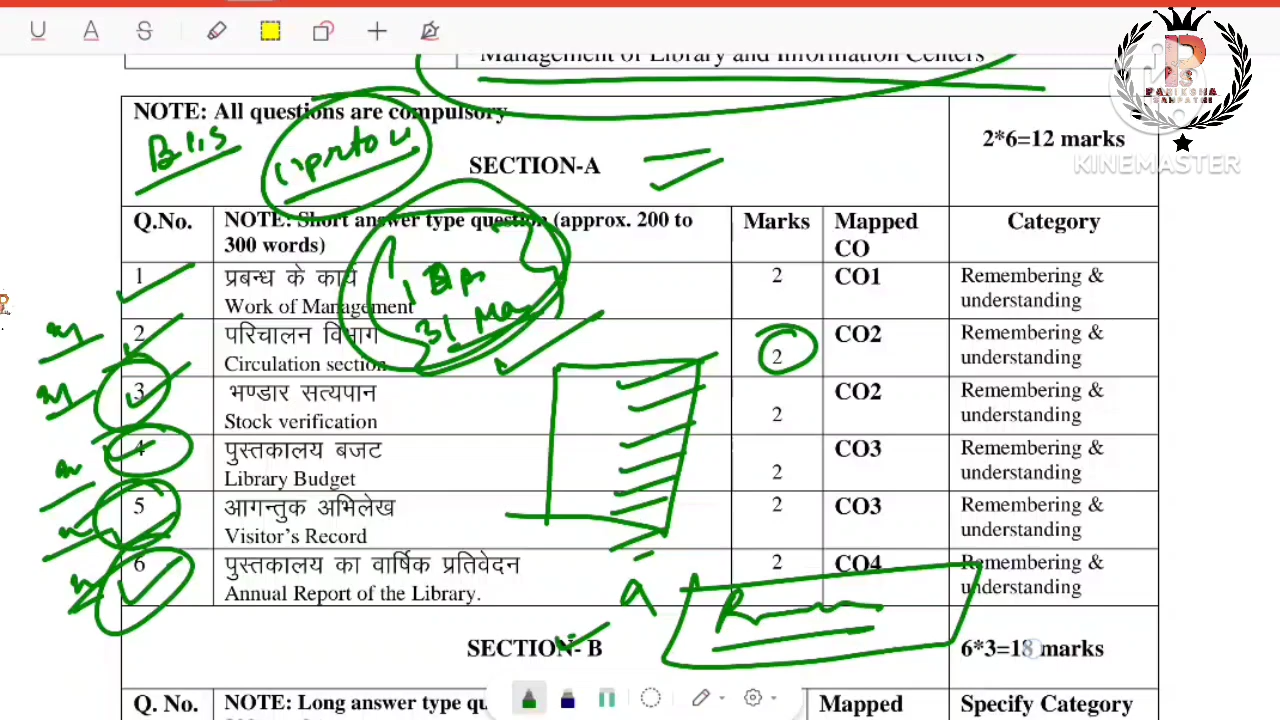 Management of Library and Information Centers
NOTE: All questions are compulsory
2*6=12 marks
BLIS
SECTION-A
PARIKSHA
SAHPATHI
KINEMASTER
Q.No. NOTE: Short answer type question (approx. 200 to 300 words) Marks Mapped CO Category
1 प्रबन्ध के कार्य 2 CO1 Remembering &
Work of Management understanding
2 परिचालन विभाग CO2 Remembering &
Circulation section 2 understanding
3 भण्डार सत्यपान CO2 Remembering &
Stock verification 2 understanding
4 पुस्तकालय बजट CO3 Remembering &
Library Budget 2 understanding
5 आगन्तुक अभिलेख 2 CO3 Remembering &
Visitor's Record understanding
6 पुस्तकालय का वार्षिक प्रतिवेदन 2 CO4 Remembering &
Annual Report of the Library. understanding
31 Ma
SECTION- B 6*3=18 marks
Q. No. NOTE: Long answer type qu Mapped Specify Category